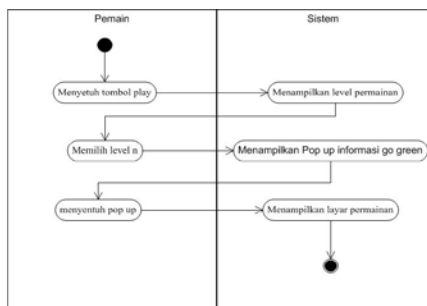 Pemain
Sistem
Menyetuh tombol play
Menampilkan level permainan
Memilih level n
Menampilkan Pop up informasi go green
menyentuh pop up
Menampilkan layar permainan